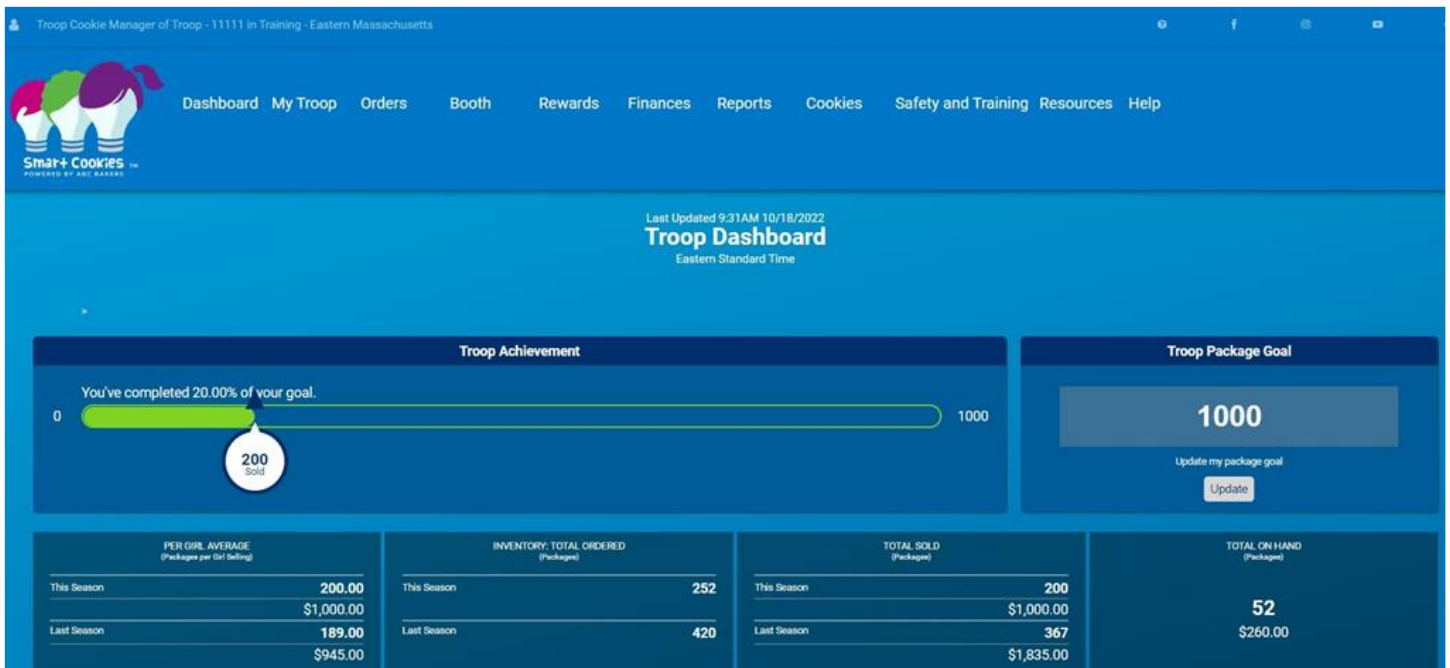 Troop Cookie Manager of Troop - 11111 in Training - Eastern Massachusetts
Smart Cookies TM
POWERED BY ABC BAKERS
Dashboard My Troop Orders Booth Rewards Finances Reports Cookies Safety and Training Resources Help
Last Updated 9:31AM 10/18/2022
Troop Dashboard
Eastern Standard Time
Troop Achievement
You've completed 20.00% of your goal.
0
1000
200
Sold
Troop Package Goal
1000
Update my package goal
Update
PER GIRL AVERAGE
(Packages per Girl Selling)
This Season 200.00
$1,000.00
Last Season 189.00
$945.00
INVENTORY: TOTAL ORDERED
(Packages)
This Season 252
Last Season 420
TOTAL SOLD
(Packages)
This Season 200
$1,000.00
Last Season 367
$1,835.00
TOTAL ON HAND
(Packages)
52
$260.00